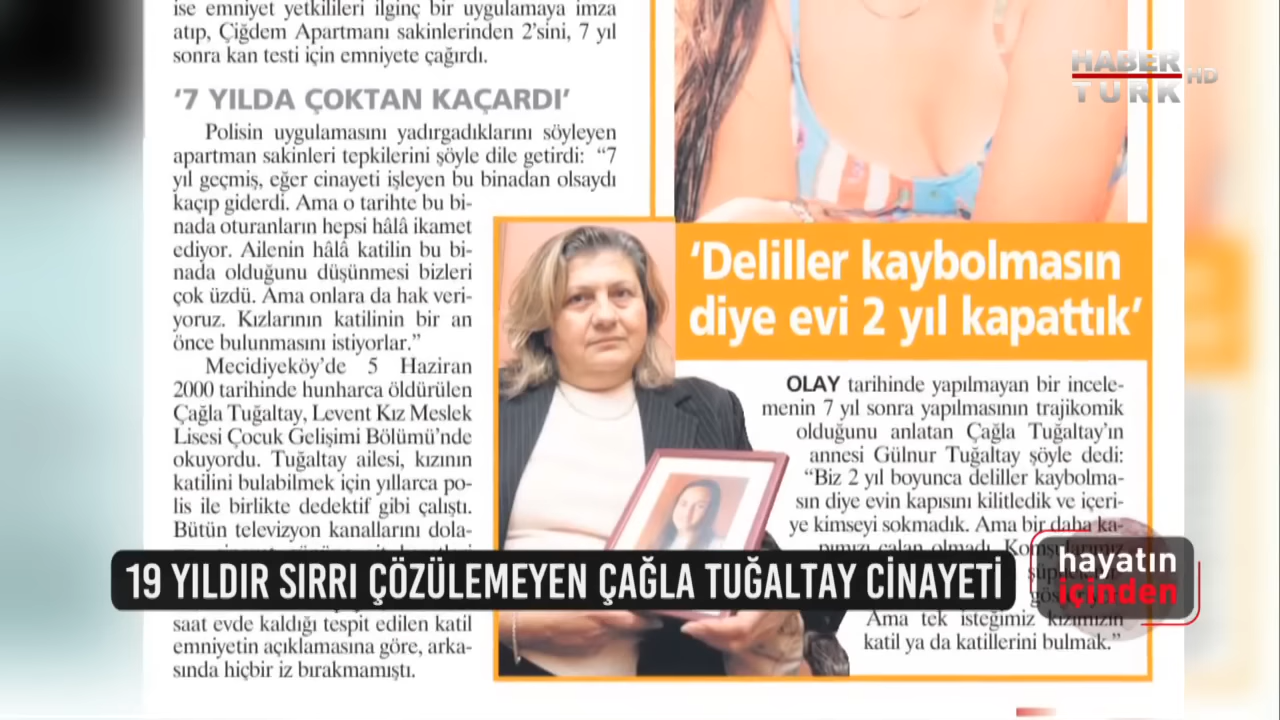 ise emniyet yetkilileri ilginç bir uygulamaya imza
atıp, Çiğdem Apartmanı sakinlerinden 2’sini, 7 yıl
sonra kan testi için emniyete çağırdı.
‘7 YILDA ÇOKTAN KAÇARDI’
Polisin uygulamasını yadırgadıklarını söyleyen
apartman sakinleri tepkilerini şöyle dile getirdi: “7
yıl geçmiş, eğer cinayeti işleyen bu binadan olsaydı
kaçıp giderdi. Ama o tarihte bu bi-
nada oturanların hepsi hâlâ ikamet
ediyor. Ailenin hâlâ katilin bu bi-
nada olduğunu düşünmesi bizleri
çok üzdü. Ama onlara da hak veri-
yoruz. Kızlarının katilinin bir an
önce bulunmasını istiyorlar.”
Mecidiyeköy’de 5 Haziran
2000 tarihinde hunharca öldürülen
Çağla Tuğaltay, Levent Kız Meslek
Lisesi Çocuk Gelişimi Bölümü’nde
okuyordu. Tuğaltay ailesi, kızının
katilini bulabilmek için yıllarca po-
lis ile birlikte dedektif gibi çalıştı.
Bütün televizyon kanallarını dola-
saat evde kaldığı tespit edilen katil
emniyetin açıklamasına göre, arka-
sında hiçbir iz bırakmamıştı.
HABER
TURK HD
‘Deliller kaybolmasın
diye evi 2 yıl kapattık’
OLAY tarihinde yapılmayan bir incele-
menin 7 yıl sonra yapılmasının trajikomik
olduğunu anlatan Çağla Tuğaltay’ın
annesi Gülnur Tuğaltay şöyle dedi:
“Biz 2 yıl boyunca deliller kaybolma-
sın diye evin kapısını kilitledik ve içeri-
ye kimseyi sokmadık. Ama bir daha ka-
pımızı çalan olmadı. Komşularımız
Ama tek isteğimiz kızımızın
katil ya da katillerini bulmak.”
19 YILDIR SIRRI ÇÖZÜLEMEYEN ÇAĞLA TUĞALTAY CİNAYETİ
hayatın
içinden